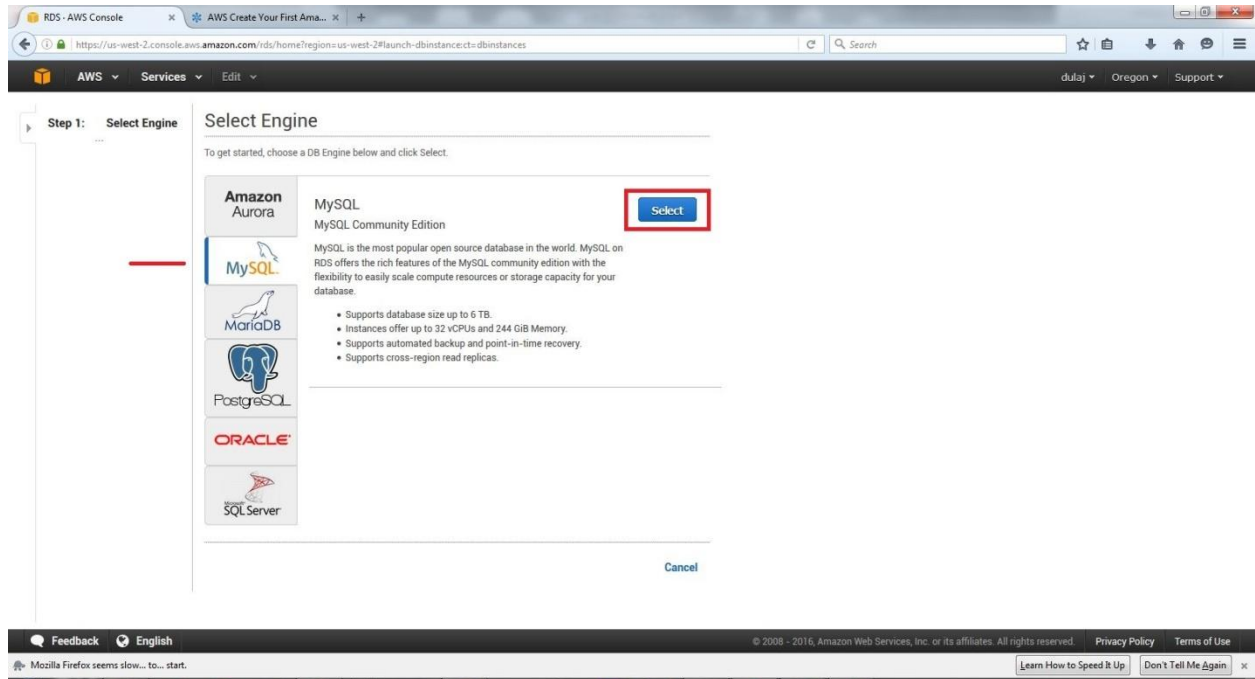 RDS - AWS Console
AWS Create Your First Ama...
https://us-west-2.console.aws.amazon.com/rds/home?region=us-west-2#launch-dbinstance:ct=dbinstances
Search
AWS Services Edit dulaj Oregon Support
Step 1: Select Engine
...
Select Engine
To get started, choose a DB Engine below and click Select.
Amazon
Aurora
MySQL
MariaDB
PostgreSQL
ORACLE
Microsoft
SQL Server
MySQL
MySQL Community Edition
Select
MySQL is the most popular open source database in the world. MySQL on
RDS offers the rich features of the MySQL community edition with the
flexibility to easily scale compute resources or storage capacity for your
database.
• Supports database size up to 6 TB.
• Instances offer up to 32 vCPUs and 244 GiB Memory.
• Supports automated backup and point-in-time recovery.
• Supports cross-region read replicas.
Cancel
Feedback English © 2008 - 2016, Amazon Web Services, Inc. or its affiliates. All rights reserved. Privacy Policy Terms of Use
Mozilla Firefox seems slow... to... start. Learn How to Speed It Up Don't Tell Me Again